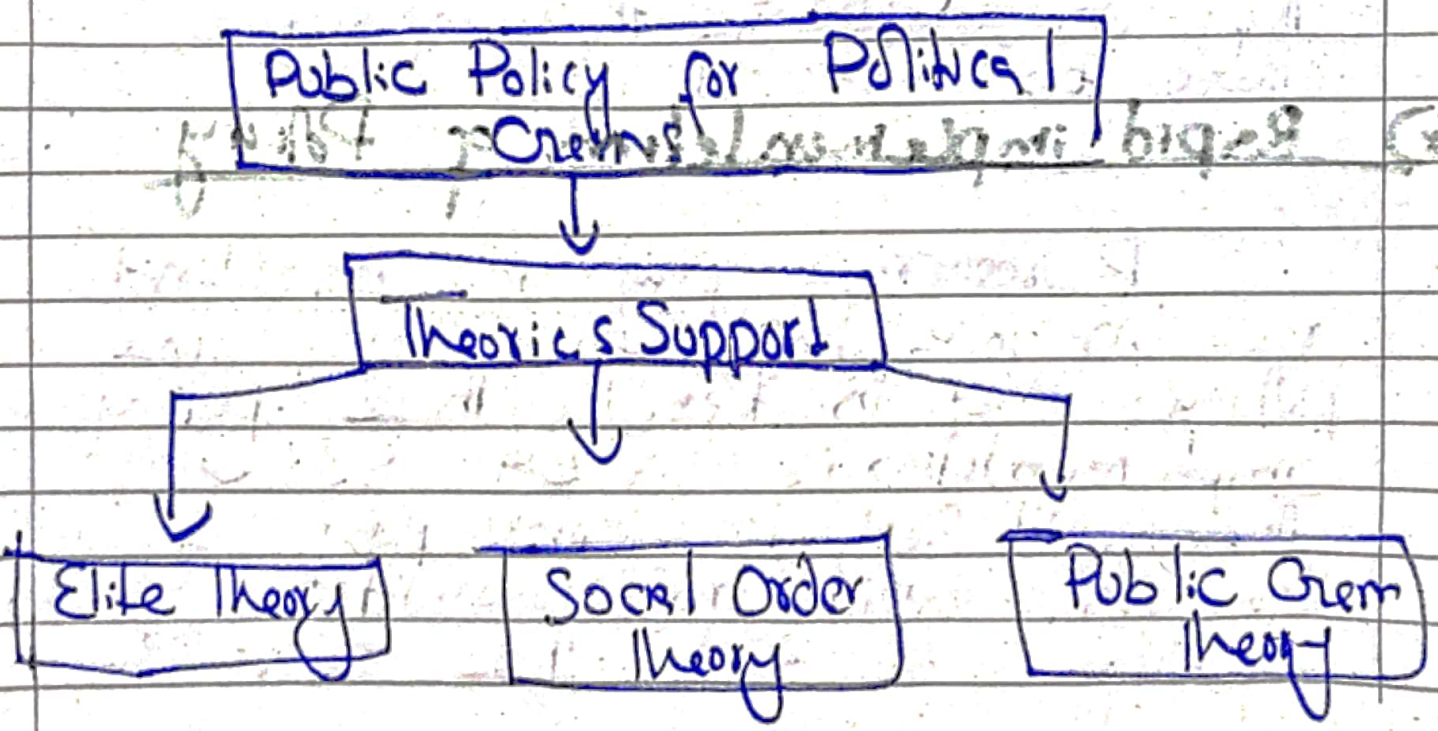 Public Policy for Political
Theories Support
Elite Theory
Social Order
Theory
Public
Theory